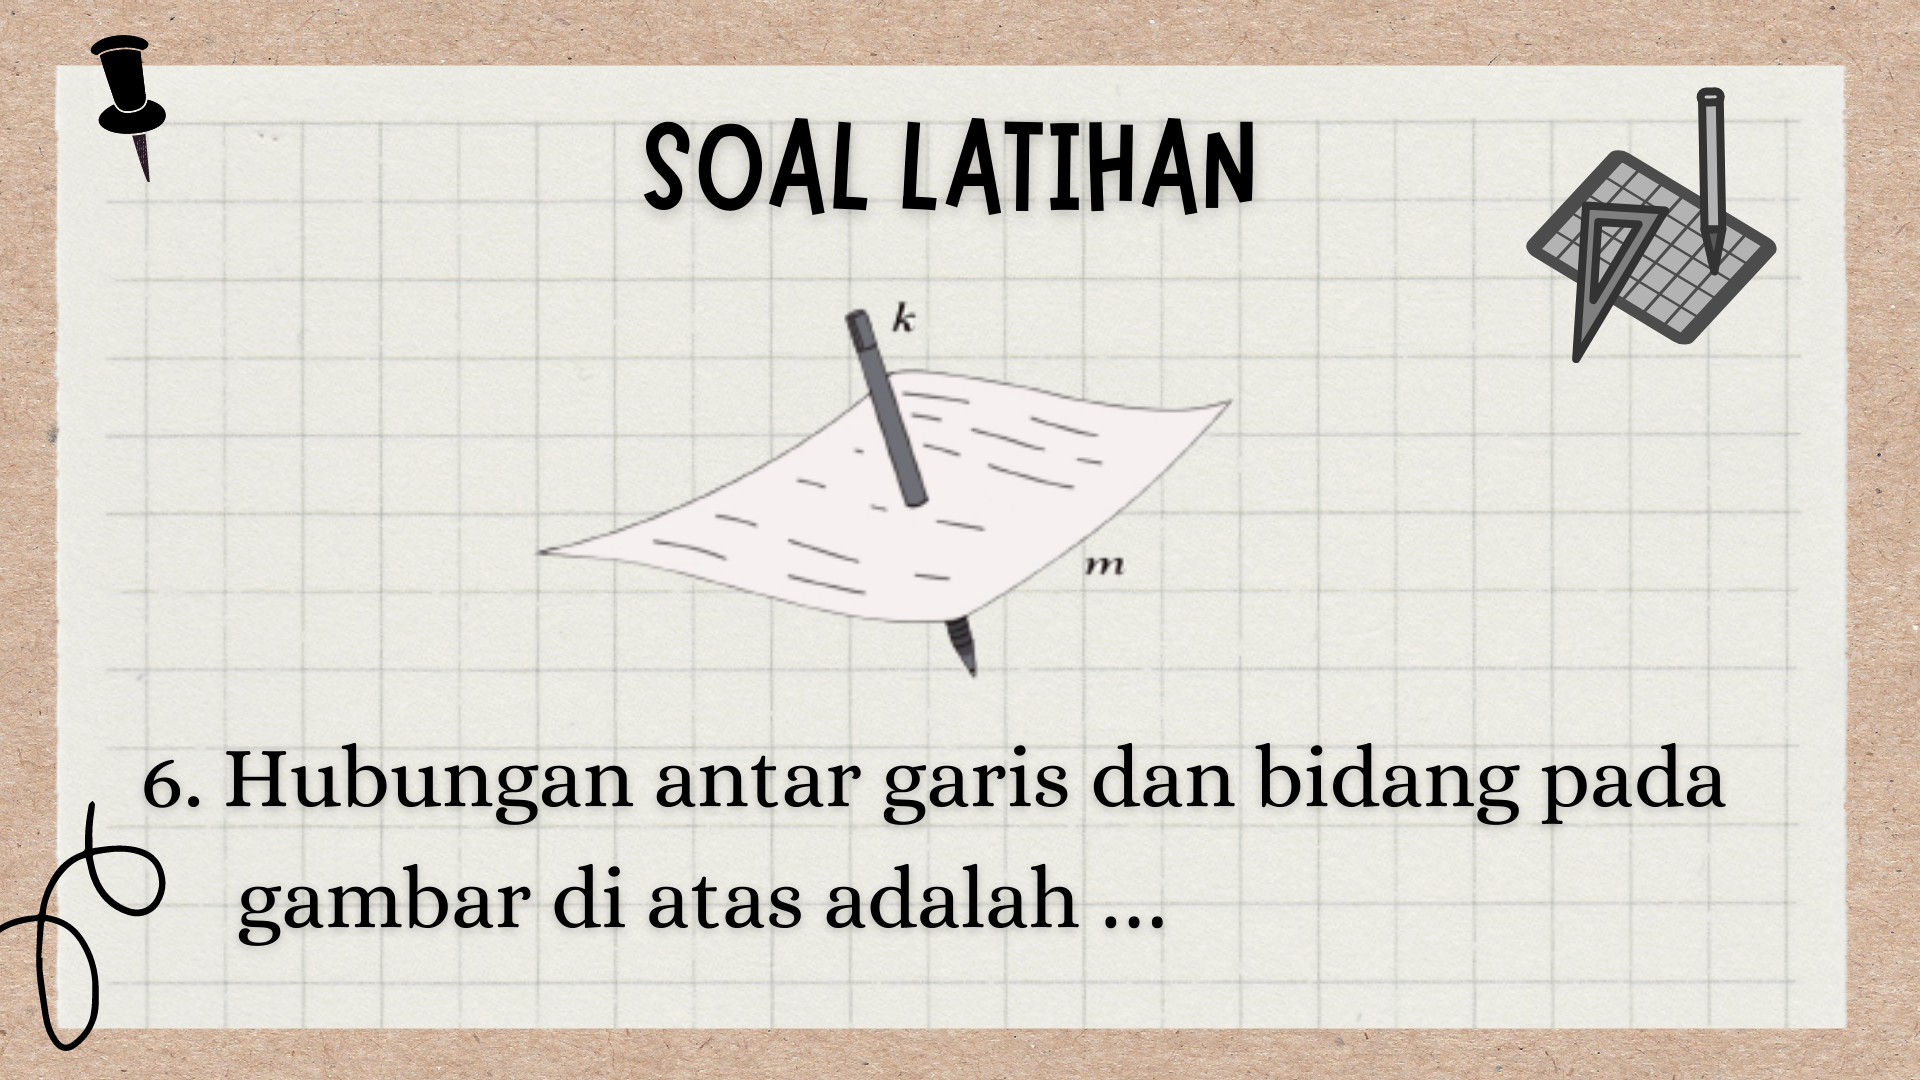 SOAL LATIHAN
k
m
6. Hubungan antar garis dan bidang pada
gambar di atas adalah ...